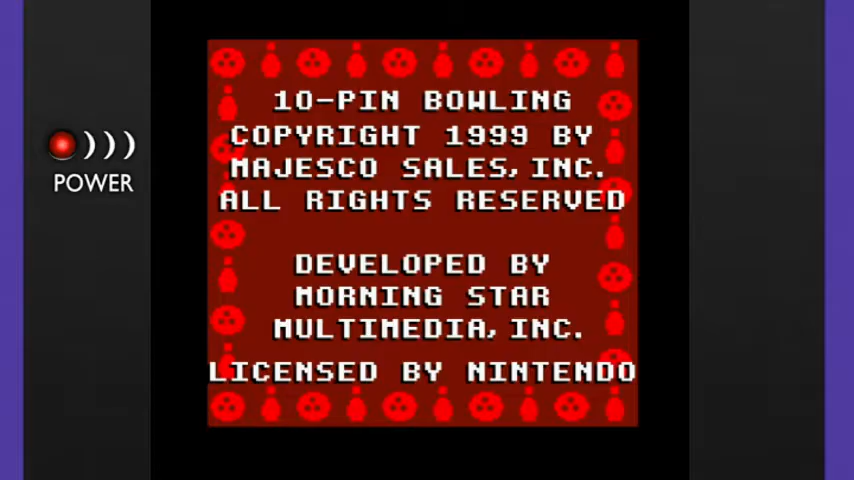 POWER
10-PIN BOWLING
COPYRIGHT 1999 BY
MAJESCO SALES, INC.
ALL RIGHTS RESERVED
DEVELOPED BY
MORNING STAR
MULTIMEDIA, INC.
LICENSED BY NINTENDO